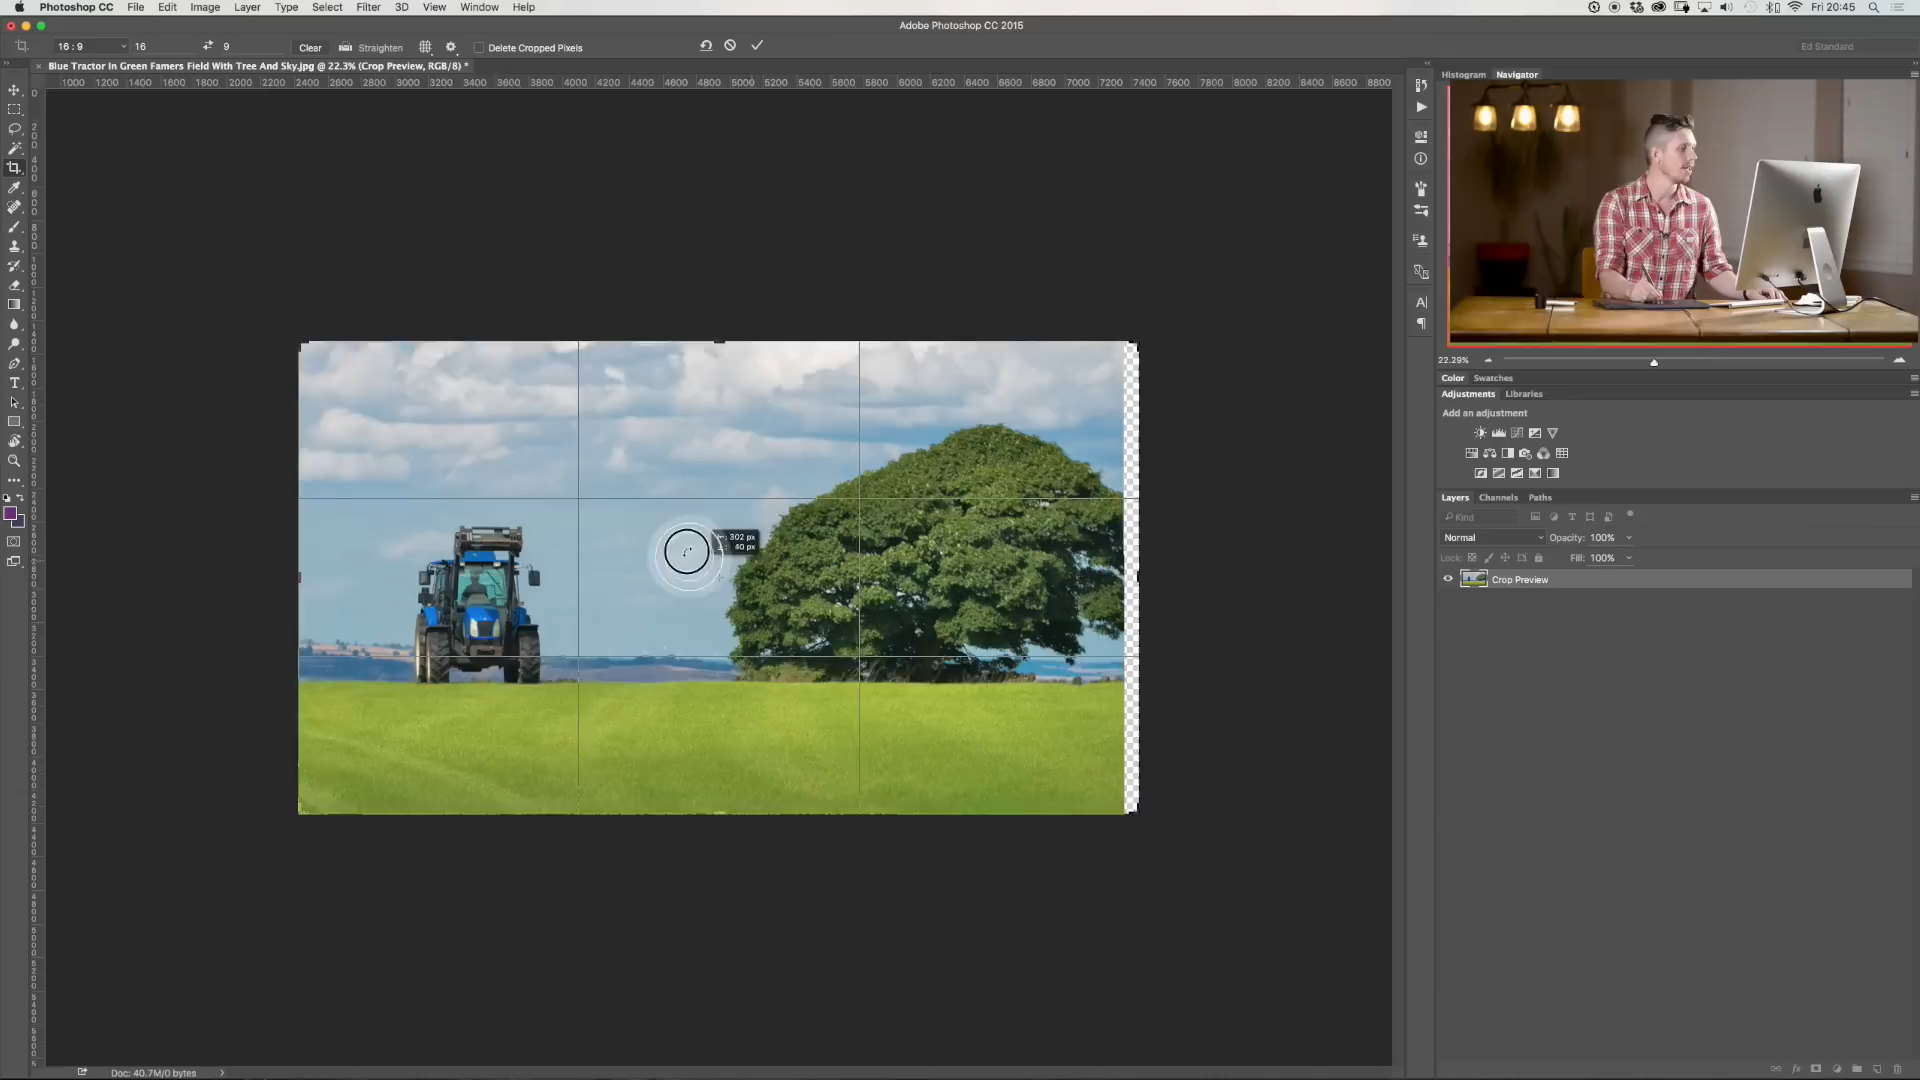 Photoshop CC File Edit Image Layer Type Select Filter 3D View Window Help Fri 20:45
Adobe Photoshop CC 2015
16 : 9 16 9 Clear Straighten Delete Cropped Pixels Ed Standard
Blue Tractor In Green Famers Field With Tree And Sky.jpg @ 22.3% (Crop Preview, RGB/8) *
1000 1200 1400 1600 1800 2000 2200 2400 2600 2800 3000 3200 3400 3600 3800 4000 4200 4400 4600 4800 5000 5200 5400 5600 5800 6000 6200 6400 6600 6800 7000 7200 7400 7600 7800 8000 8200 8400 8600 8800
Histogram Navigator
302 px
40 px
22.29%
Color Swatches
Adjustments Libraries
Add an adjustment
Layers Channels Paths
Kind
Normal Opacity: 100%
Lock: Fill: 100%
Crop Preview
Doc: 40.7M/0 bytes